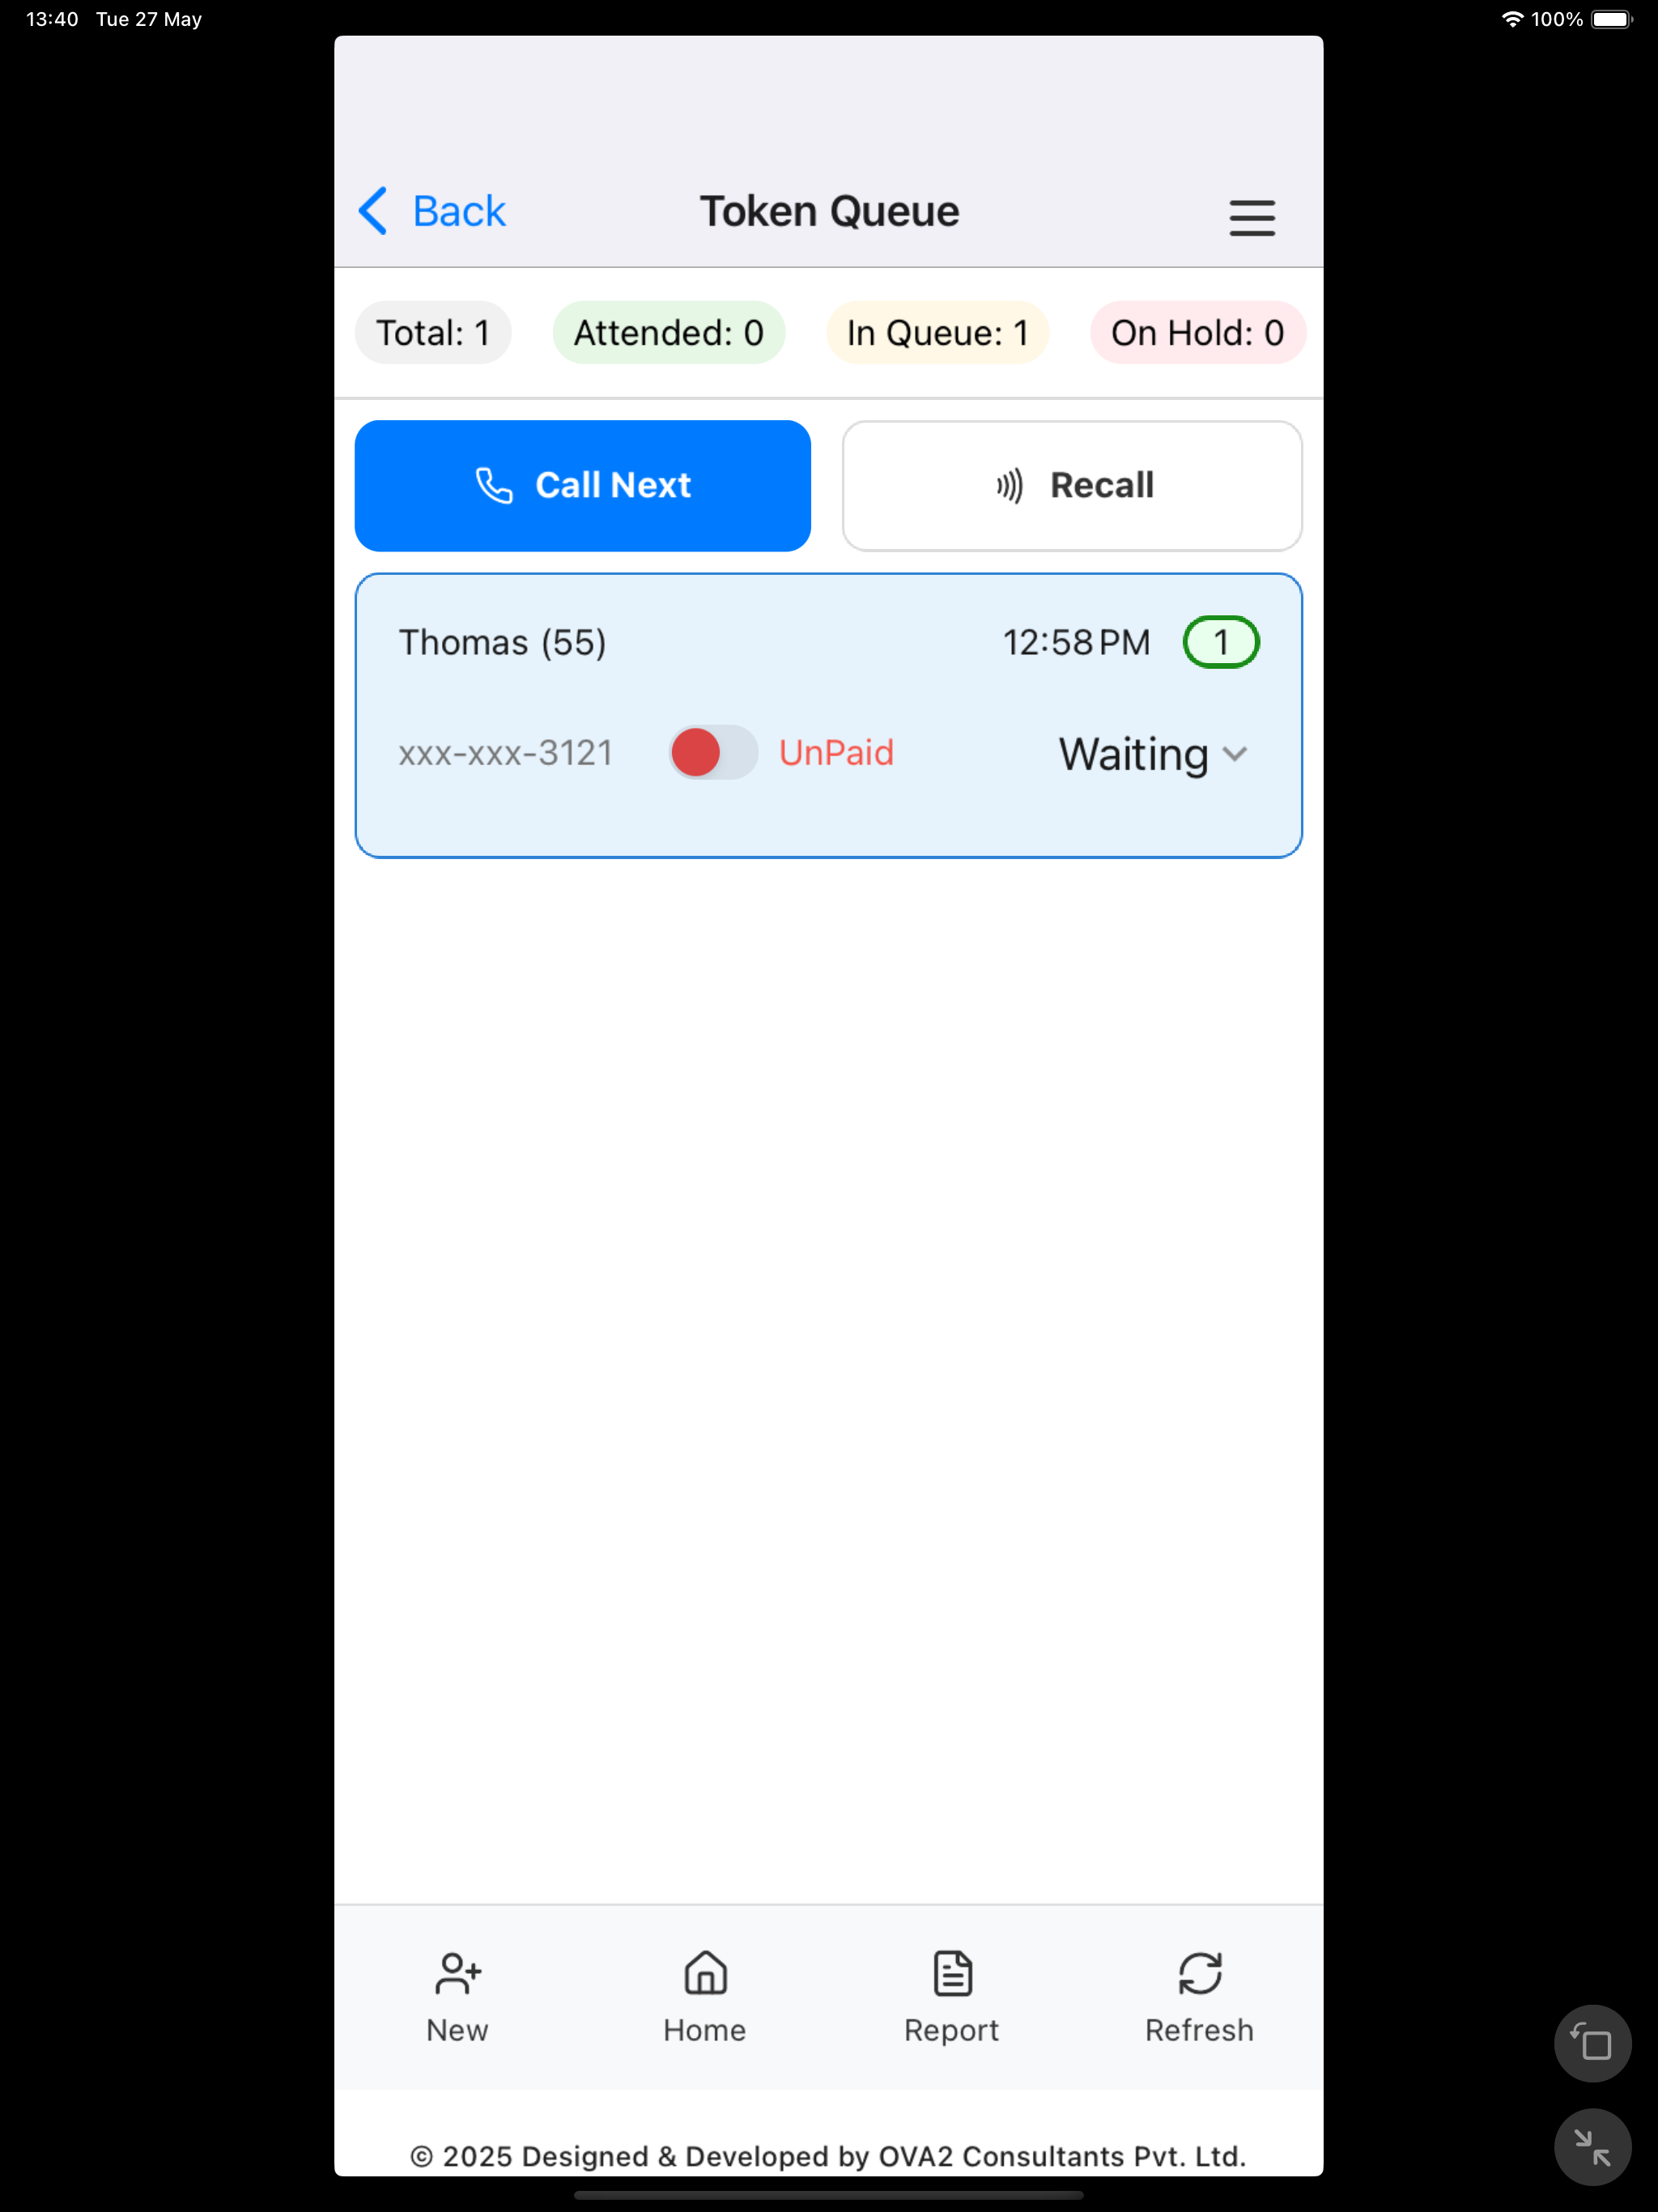 13:40 Tue 27 May 100%
Back Token Queue
Total: 1 Attended: 0 In Queue: 1 On Hold: 0
Call Next Recall
Thomas (55) 12:58 PM 1
xxx-xxx-3121 UnPaid Waiting
New Home Report Refresh
© 2025 Designed & Developed by OVA2 Consultants Pvt. Ltd.